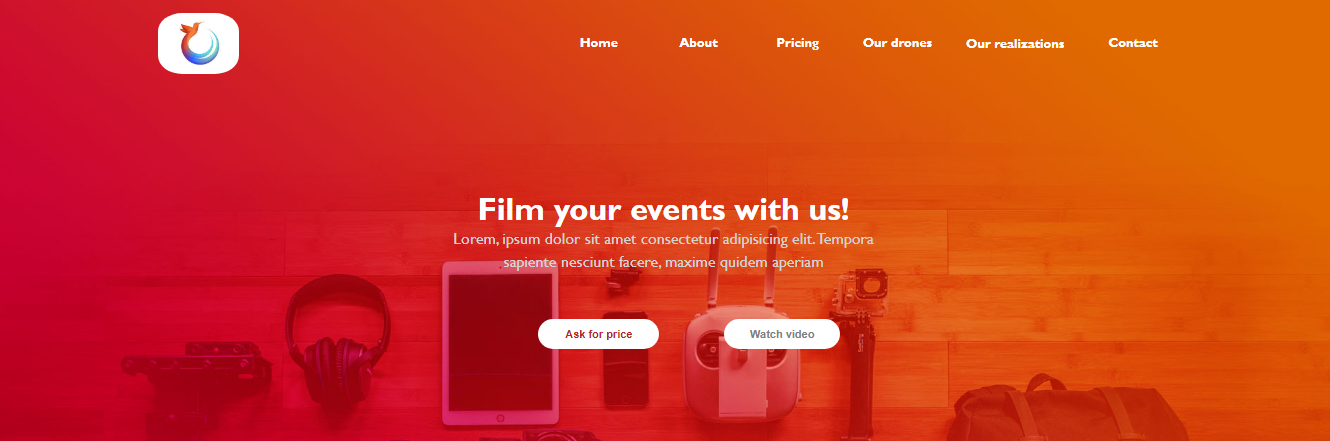 Home About Pricing Our drones Our realizations Contact
Film your events with us!
Lorem, ipsum dolor sit amet consectetur adipisicing elit. Tempora
sapiente nesciunt facere, maxime quidem aperiam
Ask for price Watch video